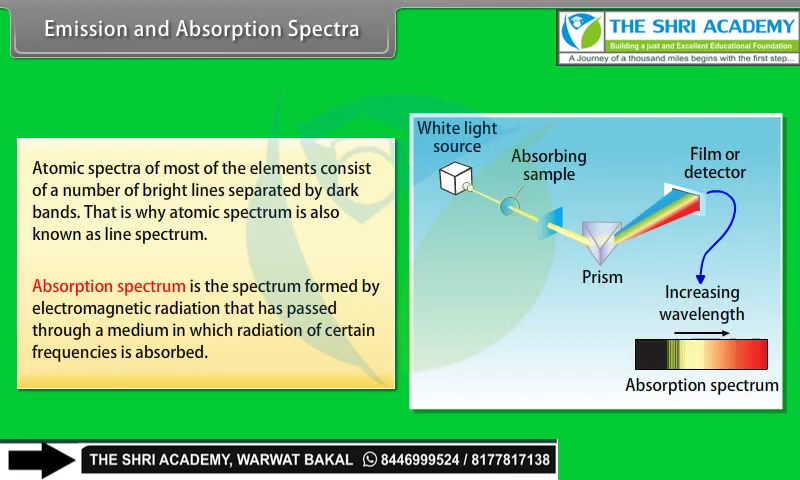 Emission and Absorption Spectra
THE SHRI ACADEMY
Building a just and Excellent Educational Foundation
A Journey of a thousand miles begins with the first step...
Atomic spectra of most of the elements consist
of a number of bright lines separated by dark
bands. That is why atomic spectrum is also
known as line spectrum.
Absorption spectrum is the spectrum formed by
electromagnetic radiation that has passed
through a medium in which radiation of certain
frequencies is absorbed.
White light
source
Absorbing
sample
Film or
detector
Prism
Increasing
wavelength
Absorption spectrum
THE SHRI ACADEMY, WARWAT BAKAL 8446999524 / 8177817138